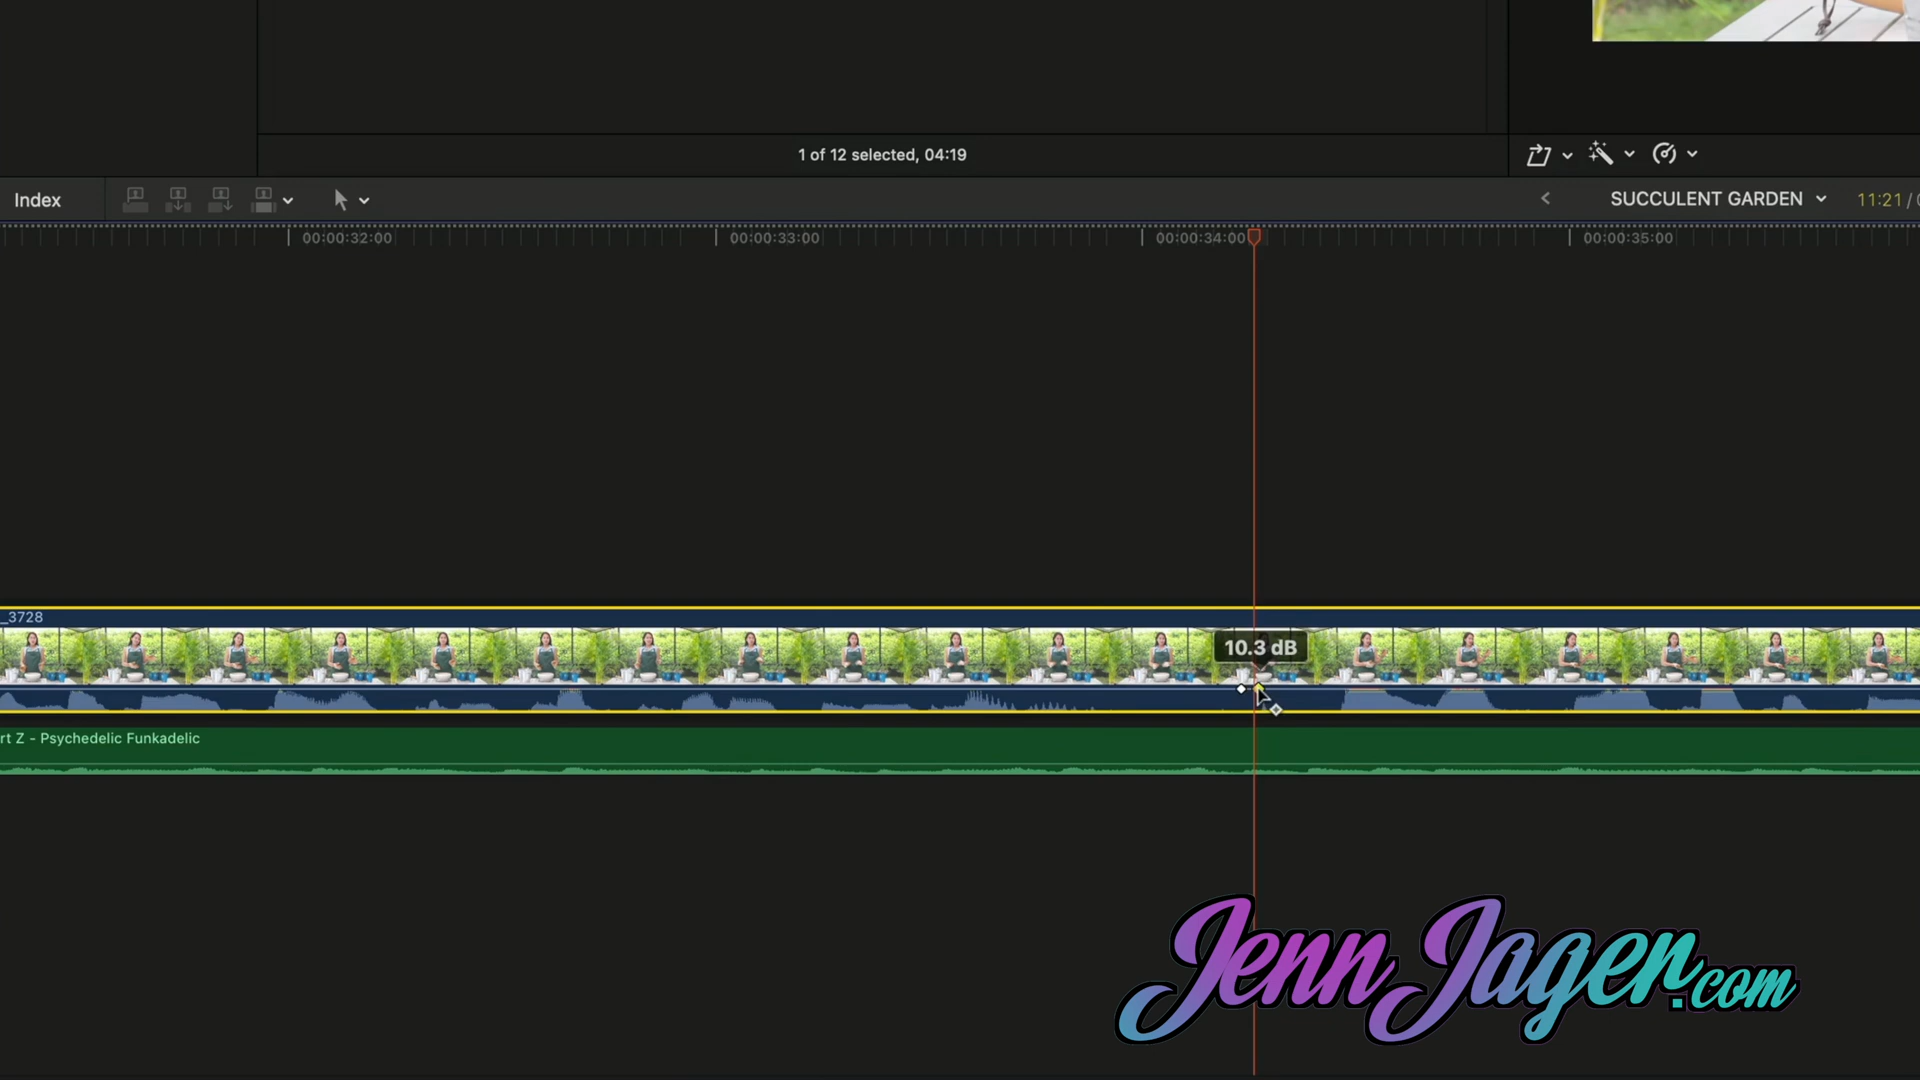 1 of 12 selected, 04:19
Index
SUCCULENT GARDEN
11:21 /
00:00:32:00
00:00:33:00
00:00:34:00
00:00:35:00
_3728
10.3 dB
rt Z - Psychedelic Funkadelic
JennJagen.com